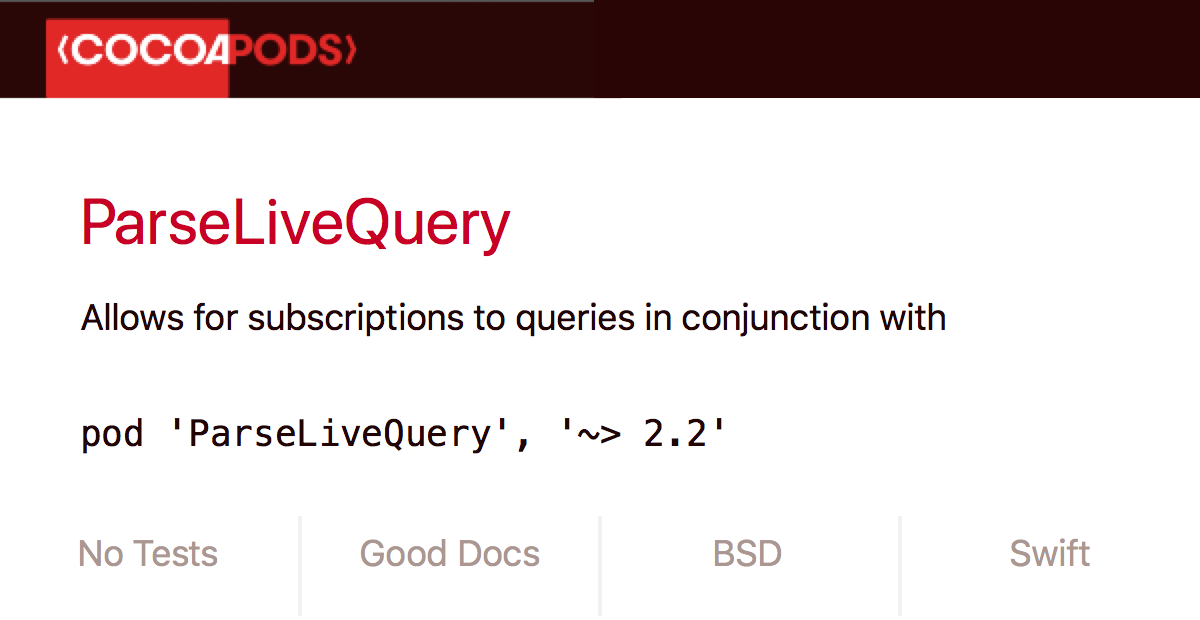 ⟨COCOAPODS⟩
ParseLiveQuery
Allows for subscriptions to queries in conjunction with
pod 'ParseLiveQuery', '~> 2.2'
No Tests
Good Docs
BSD
Swift